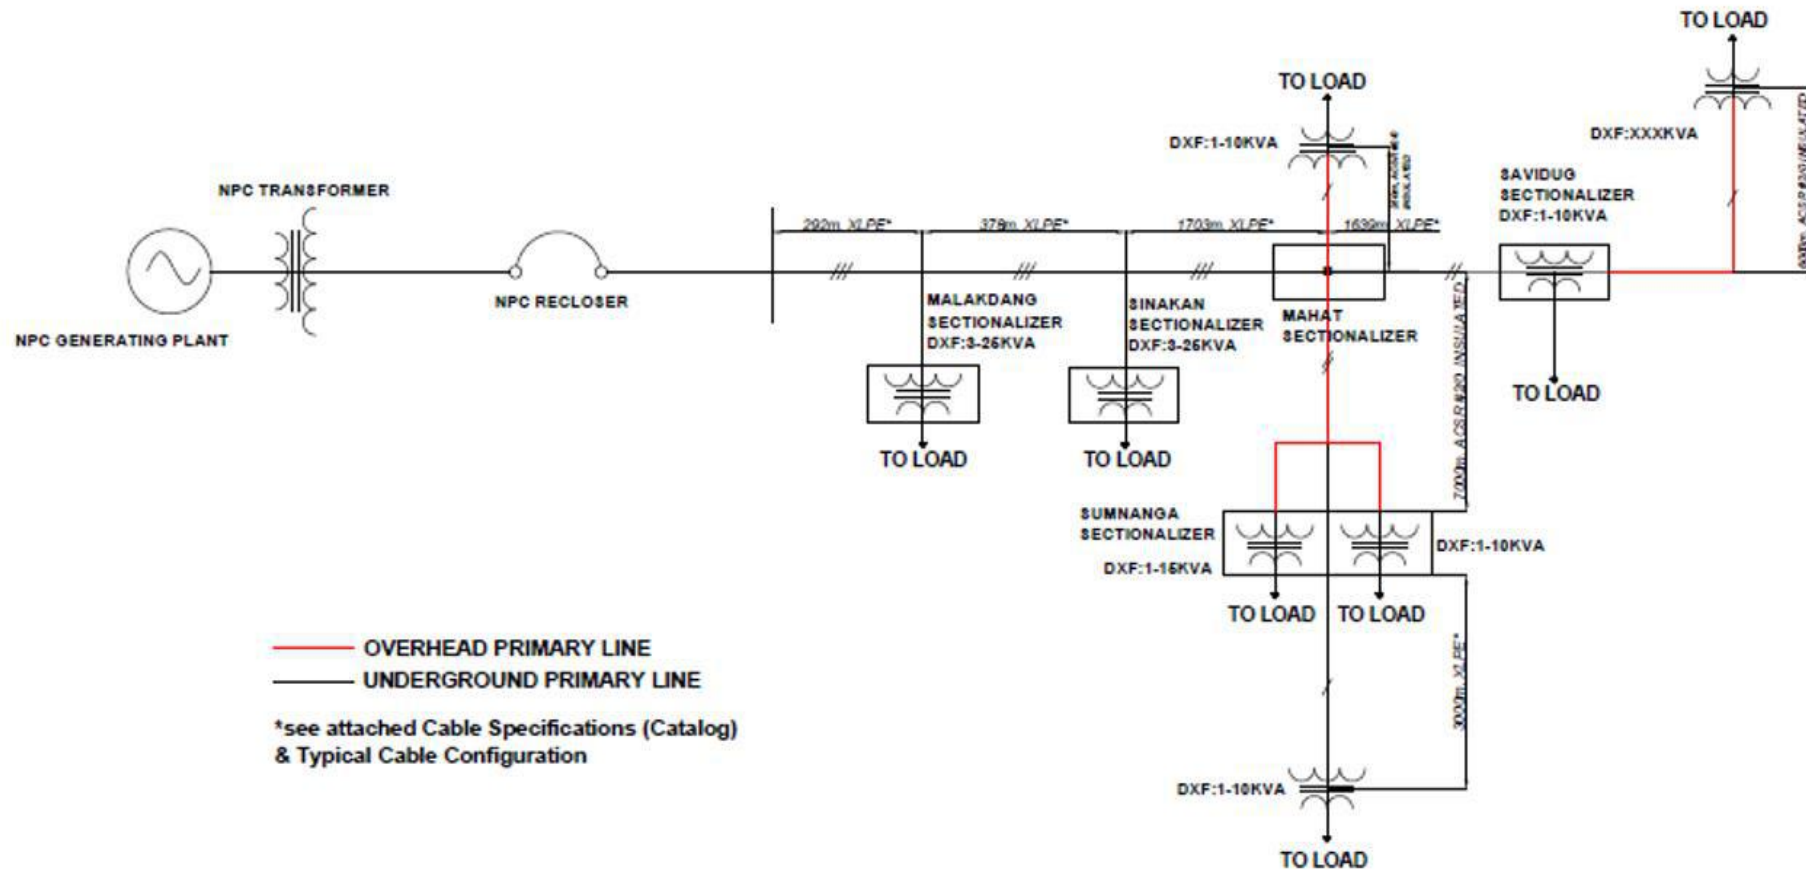 TO LOAD
TO LOAD
DXF:1-10KVA
DXF:XXXKVA
SAVIDUG
SECTIONALIZER
DXF:1-10KVA
NPC TRANSFORMER
292m. XLPE*
378m. XLPE*
1703m. XLPE*
1639m. XLPE*
NPC RECLOSER
NPC GENERATING PLANT
MALAKDANG
SECTIONALIZER
DXF:3-25KVA
SINAKAN
SECTIONALIZER
DXF:3-25KVA
MAHAT
SECTIONALIZER
INSULATED
TO LOAD
TO LOAD
TO LOAD
7000m. ACSR #2/0 INSULATED
SUMNANGA
SECTIONALIZER
DXF:1-15KVA
DXF:1-10KVA
TO LOAD
TO LOAD
3000m. XLPE*
OVERHEAD PRIMARY LINE
UNDERGROUND PRIMARY LINE
*see attached Cable Specifications (Catalog)
& Typical Cable Configuration
DXF:1-10KVA
TO LOAD